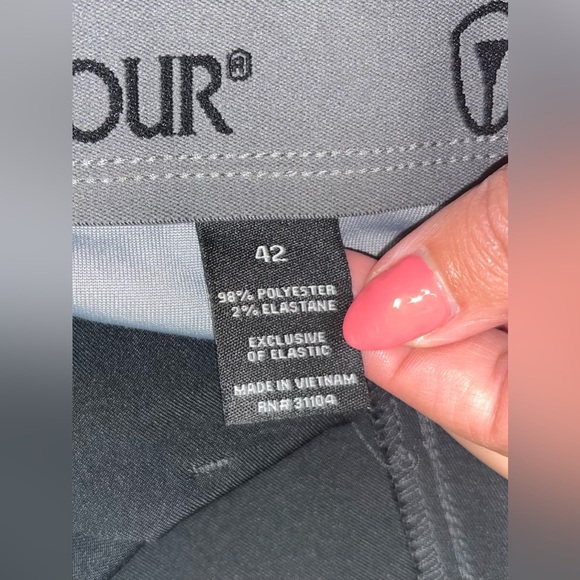 OUR®
42
98% POLYESTER
2% ELASTANE
EXCLUSIVE
OF ELASTIC
MADE IN VIETNAM
RN# 31104